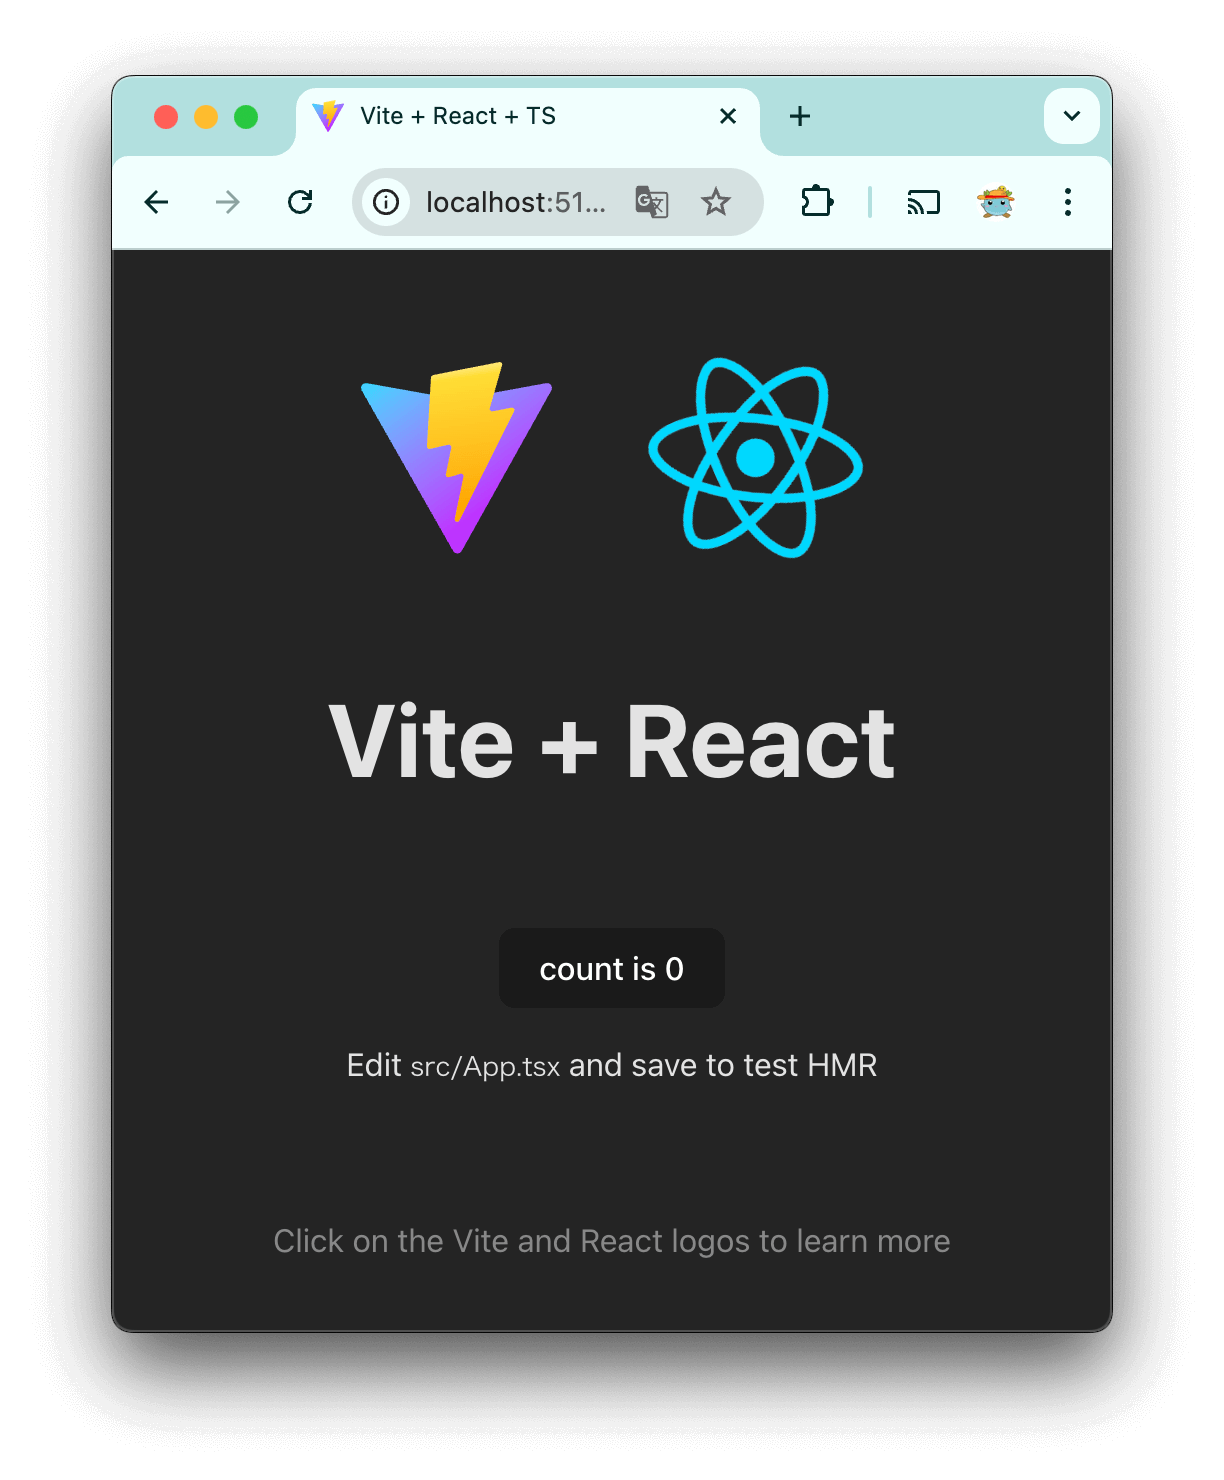 Vite + React + TS
localhost:51...
Vite + React
count is 0
Edit src/App.tsx and save to test HMR
Click on the Vite and React logos to learn more